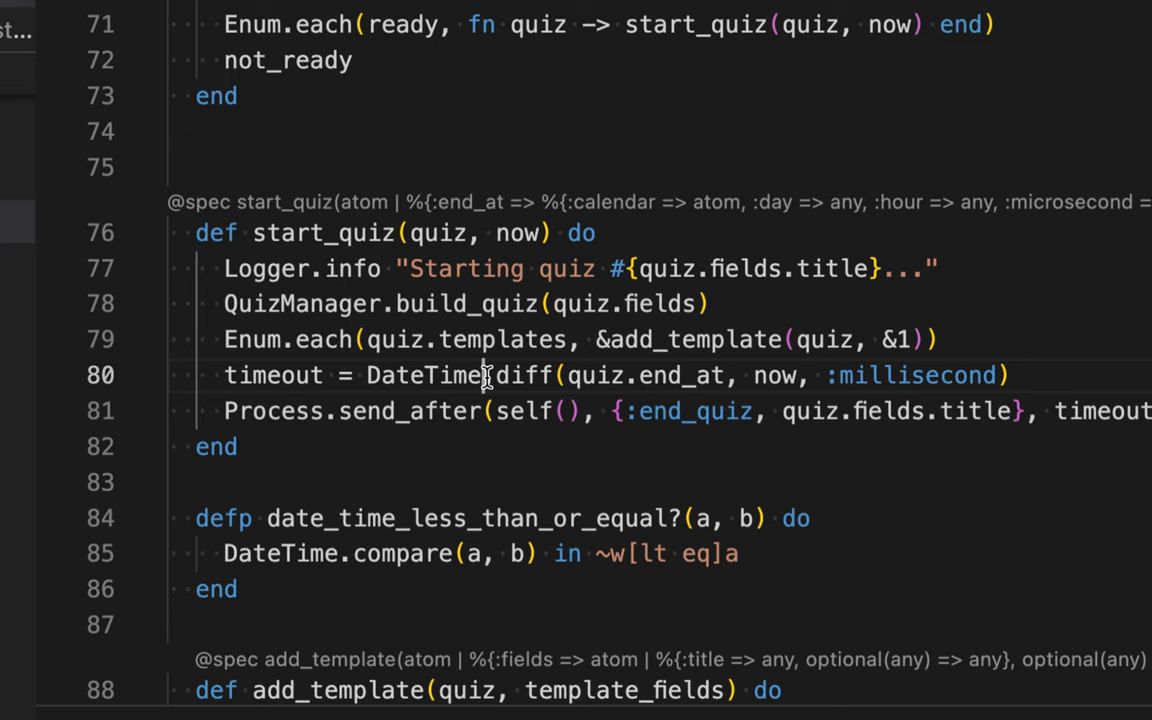 st...
71 Enum.each(ready, fn quiz -> start_quiz(quiz, now) end)
72 not_ready
73 end
74
75
@spec start_quiz(atom | %{:end_at => %{:calendar => atom, :day => any, :hour => any, :microsecond =
76 def start_quiz(quiz, now) do
77 Logger.info "Starting quiz #{quiz.fields.title}..."
78 QuizManager.build_quiz(quiz.fields)
79 Enum.each(quiz.templates, &add_template(quiz, &1))
80 timeout = DateTime.diff(quiz.end_at, now, :millisecond)
81 Process.send_after(self(), {:end_quiz, quiz.fields.title}, timeout
82 end
83
84 defp date_time_less_than_or_equal?(a, b) do
85 DateTime.compare(a, b) in ~w[lt eq]a
86 end
87
@spec add_template(atom | %{:fields => atom | %{:title => any, optional(any) => any}, optional(any)
88 def add_template(quiz, template_fields) do